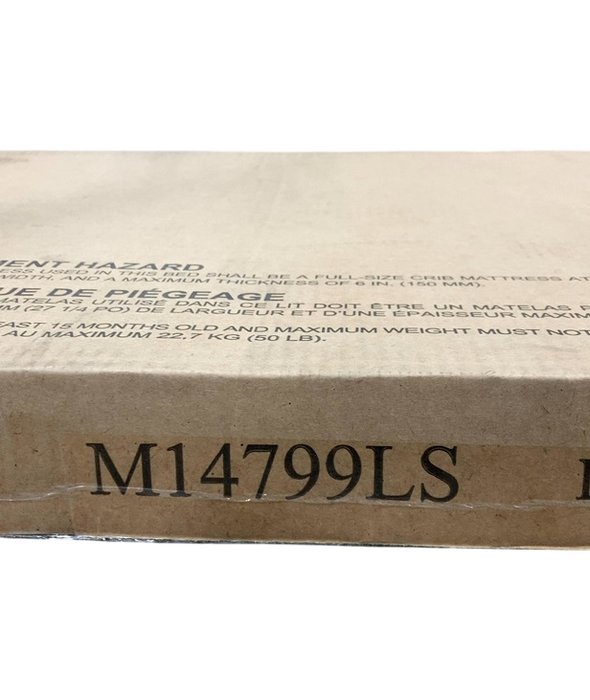 MENT HAZARD
ESS USED IN THIS BED SHALL BE A FULL-SIZE CRIB MATTRESS AT
WIDTH, AND A MAXIMUM THICKNESS OF 6 IN. (150 MM).
UE DE PIÉGEAGE
MATELAS UTILISÉ DANS CE LIT DOIT ÊTRE UN MATELAS P
MM (27 1/4 PO) DE LARGUEUR ET D'UNE ÉPAISSEUR MAXIM
EAST 15 MONTHS OLD AND MAXIMUM WEIGHT MUST NOT
AU MAXIMUM 22,7 KG (50 LB).
M14799LS